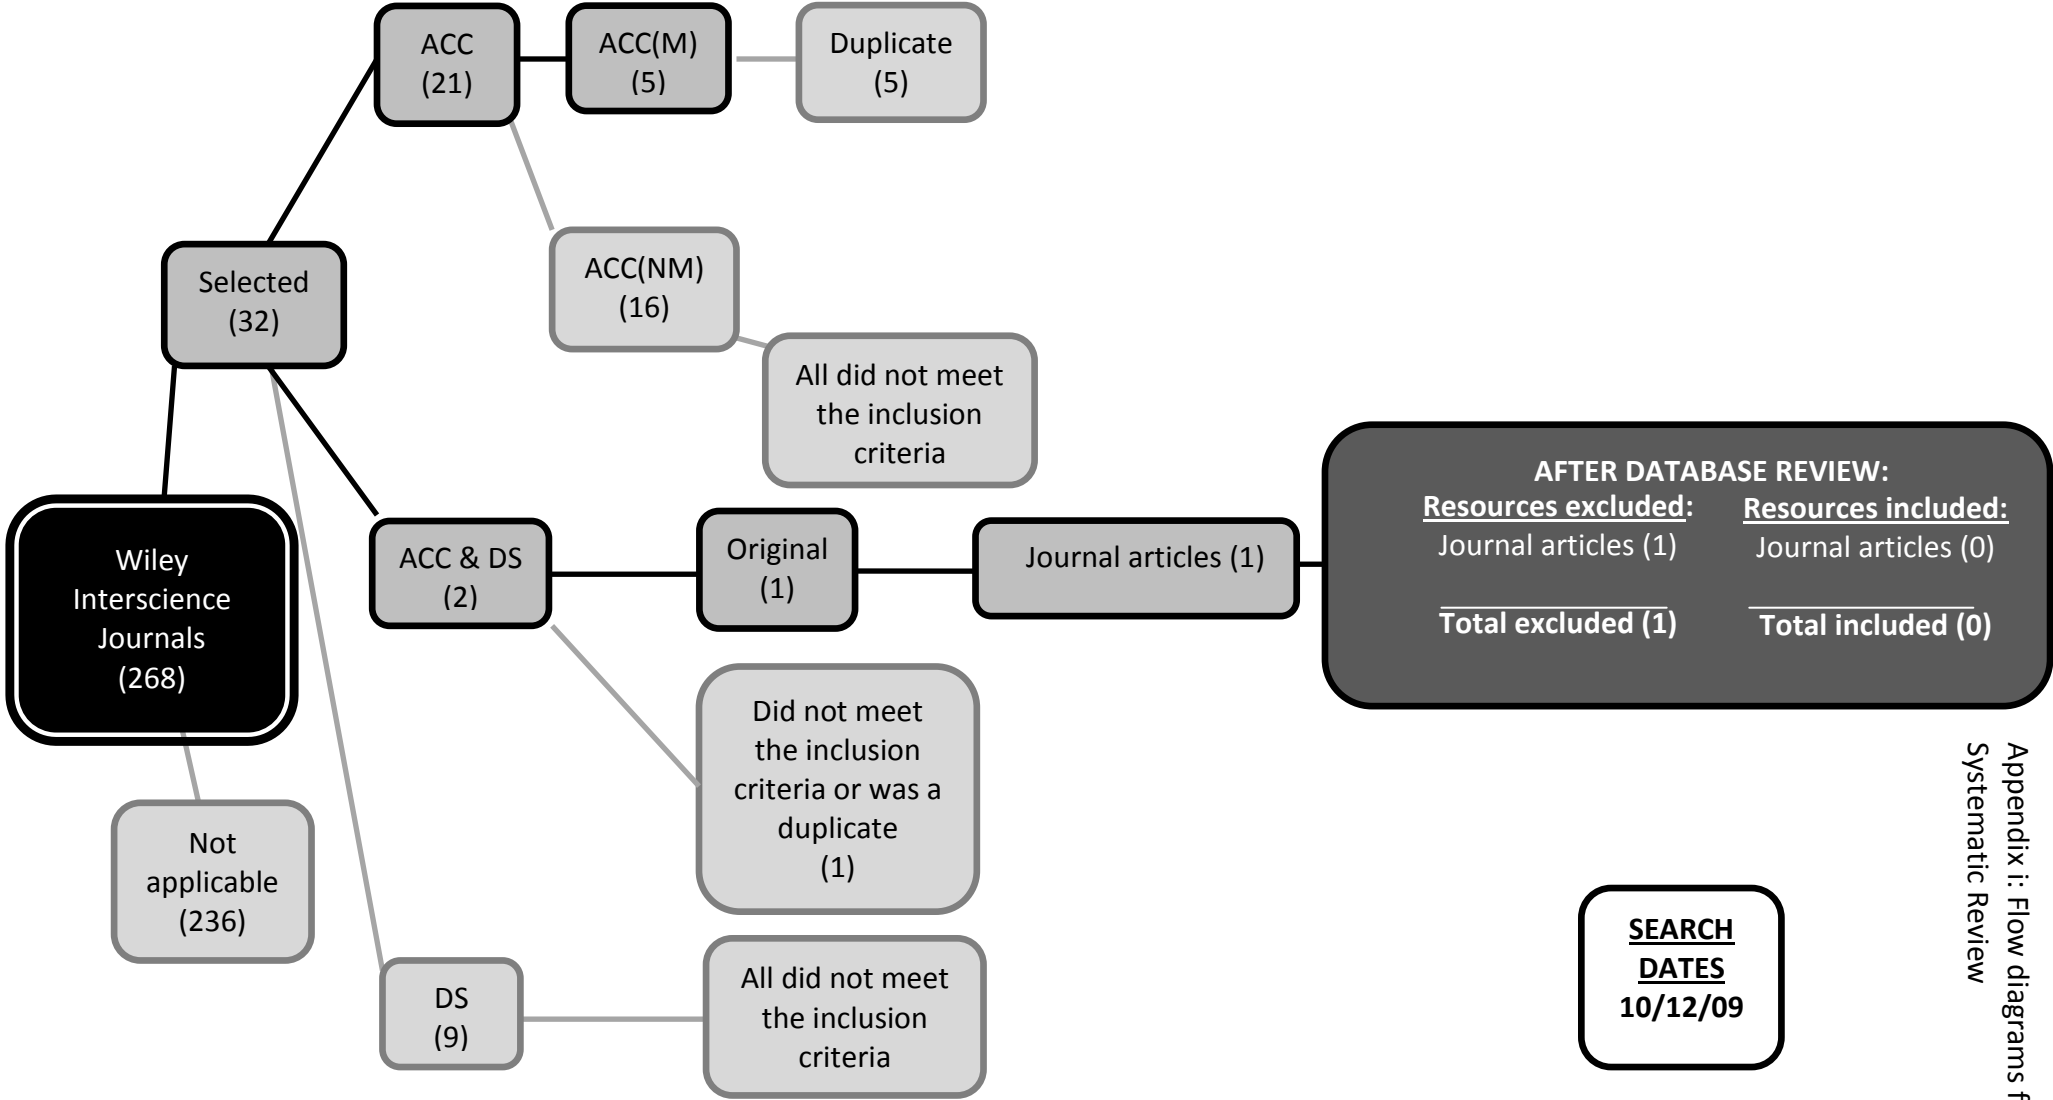 ACC
(21)
ACC(M)
(5)
Duplicate
(5)
ACC(NM)
(16)
All did not meet
the inclusion
criteria
Selected
(32)
Wiley
Interscience
Journals
(268)
Not
applicable
(236)
ACC & DS
(2)
Original
(1)
Journal articles (1)
Did not meet
the inclusion
criteria or was a
duplicate
(1)
DS
(9)
All did not meet
the inclusion
criteria
AFTER DATABASE REVIEW:
Resources excluded: Resources included:
Journal articles (1) Journal articles (0)
Total excluded (1) Total included (0)
SEARCH
DATES
10/12/09
Appendix i: Flow diagrams
Systematic Review